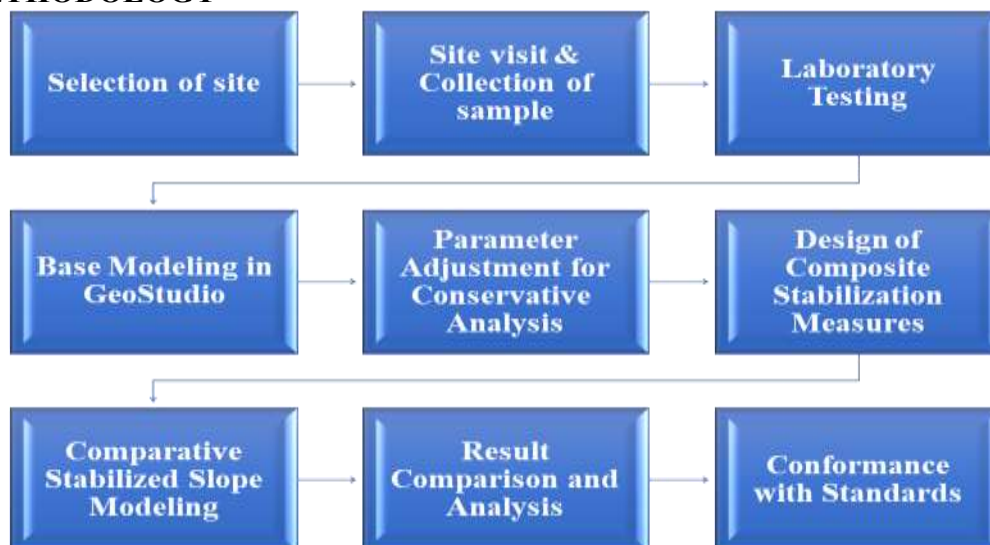 Selection of site
Site visit &
Collection of
sample
Laboratory
Testing
Base Modeling in
GeoStudio
Parameter
Adjustment for
Conservative
Analysis
Design of
Composite
Stabilization
Measures
Comparative
Stabilized Slope
Modeling
Result
Comparison and
Analysis
Conformance
with Standards